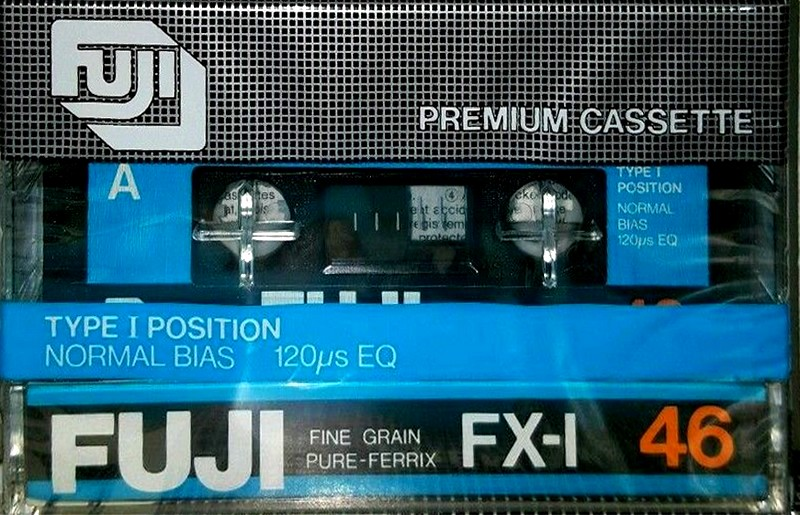 FUJI
PREMIUM CASSETTE
A
TYPE I
POSITION
NORMAL
BIAS
120µs EQ
TYPE I POSITION
NORMAL BIAS 120µs EQ
FUJI
FINE GRAIN
PURE-FERRIX
FX-I
46